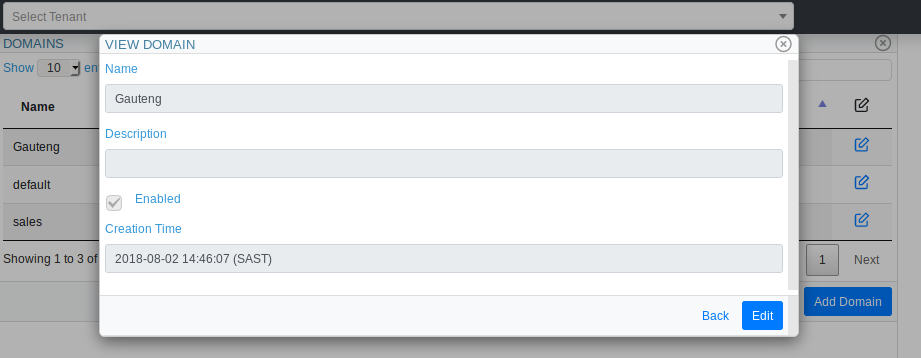 Select Tenant
DOMAINS
VIEW DOMAIN
Show 10 en
Name
Name
Gauteng
Gauteng
Description
default
Enabled
sales
Creation Time
2018-08-02 14:46:07 (SAST)
Showing 1 to 3 of
1 Next
Add Domain
Back Edit